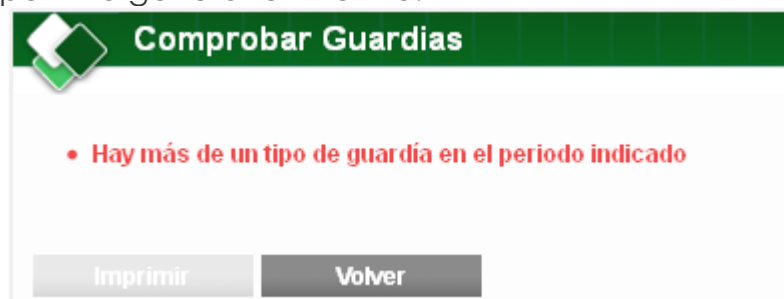 Comprobar Guardias
Hay más de un tipo de guardía en el periodo indicado
Imprimir
Volver